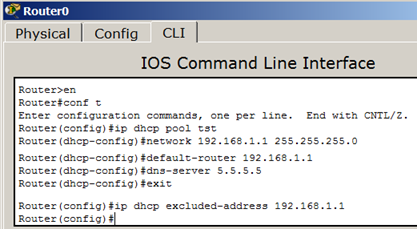 Router0
Physical Config CLI
IOS Command Line Interface
Router>en
Router#conf t
Enter configuration commands, one per line.  End with CNTL/Z.
Router(config)#ip dhcp pool tst
Router(dhcp-config)#network 192.168.1.1 255.255.255.0
Router(dhcp-config)#default-router 192.168.1.1
Router(dhcp-config)#dns-server 5.5.5.5
Router(dhcp-config)#exit
Router(config)#ip dhcp excluded-address 192.168.1.1
Router(config)#